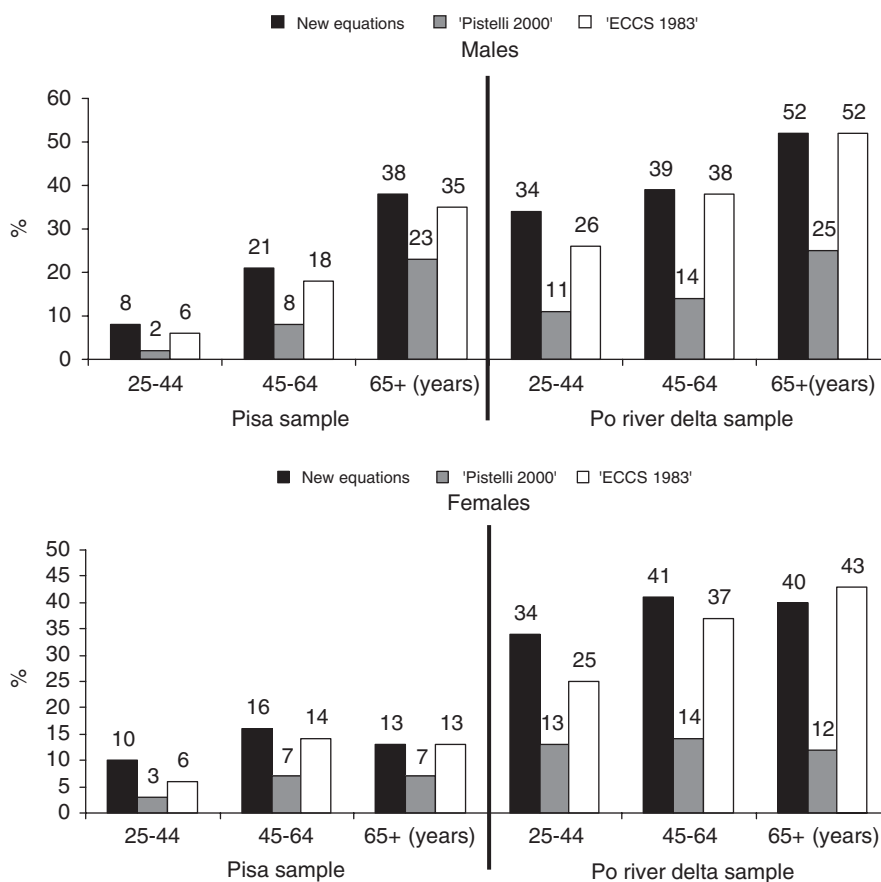 New equations 'Pistelli 2000' 'ECCS 1983'
Males
60
50
40
30
20
10
0
%
8 2 6 21 8 18 38 23 35 34 11 26 39 14 38 52 25 52
25-44 45-64 65+ (years) 25-44 45-64 65+(years)
Pisa sample Po river delta sample
New equations 'Pistelli 2000' 'ECCS 1983'
Females
50
45
40
35
30
25
20
15
10
5
0
%
10 3 6 16 7 14 13 7 13 34 13 25 41 14 37 40 12 43
25-44 45-64 65+ (years) 25-44 45-64 65+ (years)
Pisa sample Po river delta sample